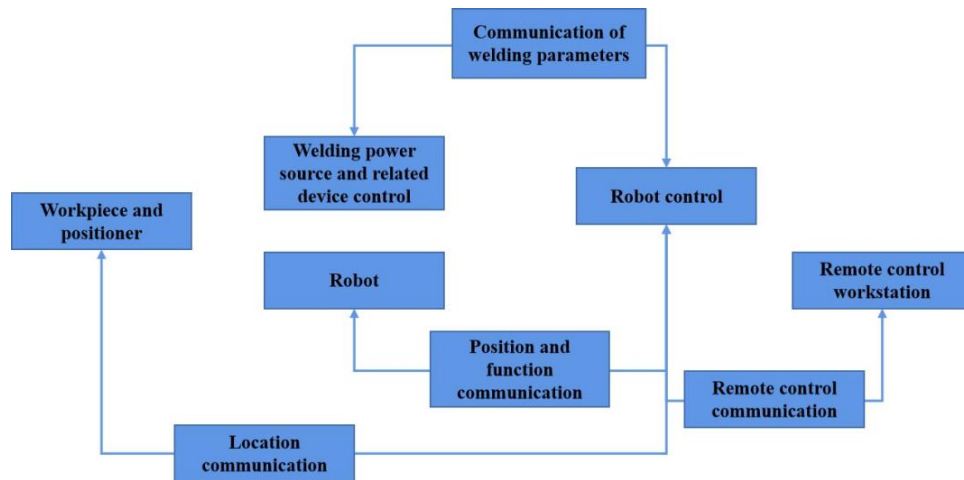 Communication of
welding parameters
Welding power
source and related
device control
Robot control
Workpiece and
positioner
Robot
Remote control
workstation
Position and
function
communication
Remote control
communication
Location
communication